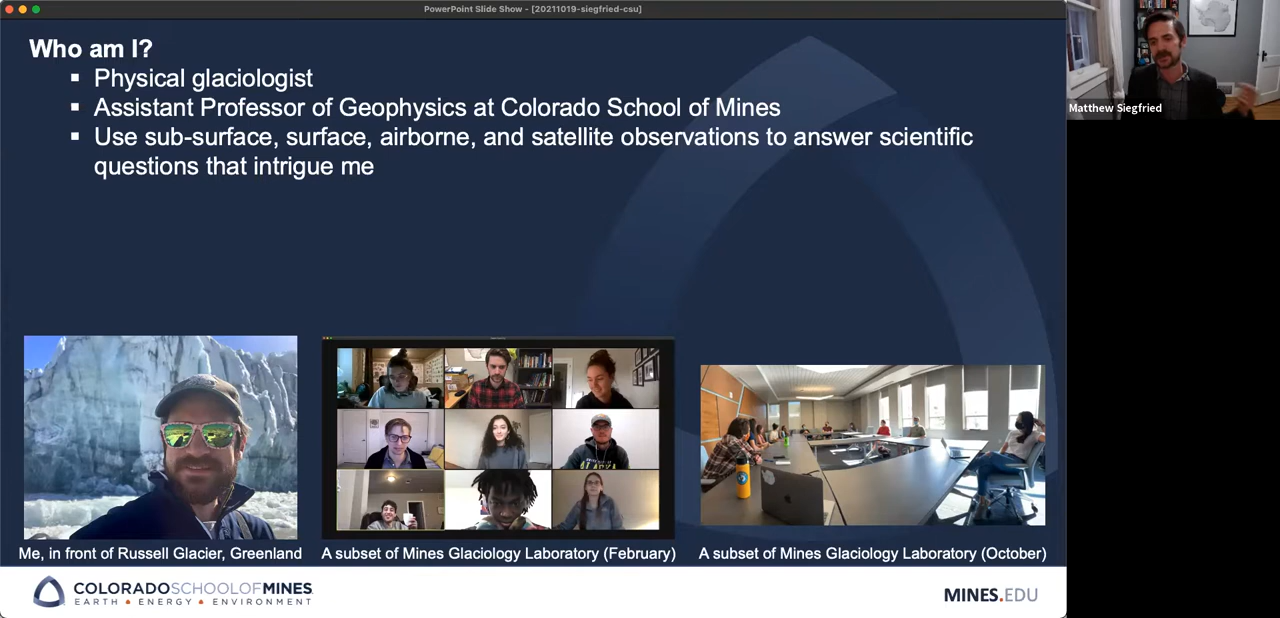 PowerPoint Slide Show - [20211019-siegfried-csu]
Who am I?
▪ Physical glaciologist
▪ Assistant Professor of Geophysics at Colorado School of Mines
▪ Use sub-surface, surface, airborne, and satellite observations to answer scientific
questions that intrigue me
Matthew Siegfried
Me, in front of Russell Glacier, Greenland
A subset of Mines Glaciology Laboratory (February)
A subset of Mines Glaciology Laboratory (October)
COLORADOSCHOOLOFMINES
EARTH • ENERGY • ENVIRONMENT
MINES.EDU